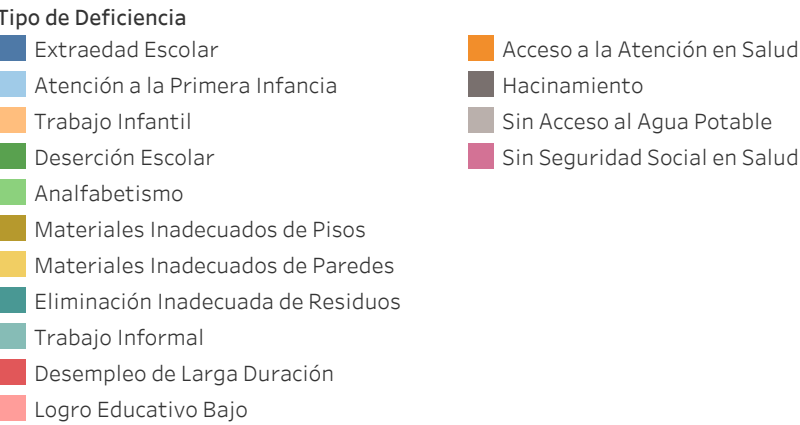 Tipo de Deficiencia
Extraedad Escolar
Atención a la Primera Infancia
Trabajo Infantil
Deserción Escolar
Analfabetismo
Materiales Inadecuados de Pisos
Materiales Inadecuados de Paredes
Eliminación Inadecuada de Residuos
Trabajo Informal
Desempleo de Larga Duración
Logro Educativo Bajo
Acceso a la Atención en Salud
Hacinamiento
Sin Acceso al Agua Potable
Sin Seguridad Social en Salud